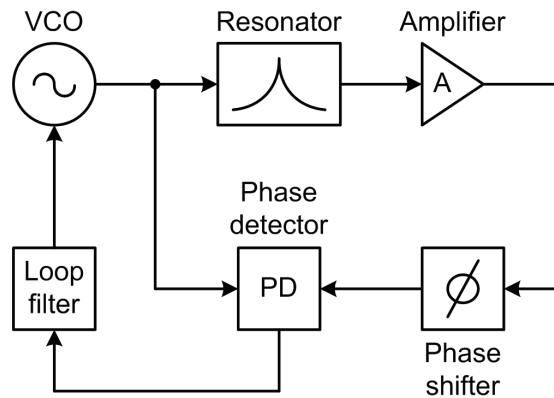 VCO
Resonator
Amplifier
A
Phase
detector
Loop
filter
PD
Phase
shifter